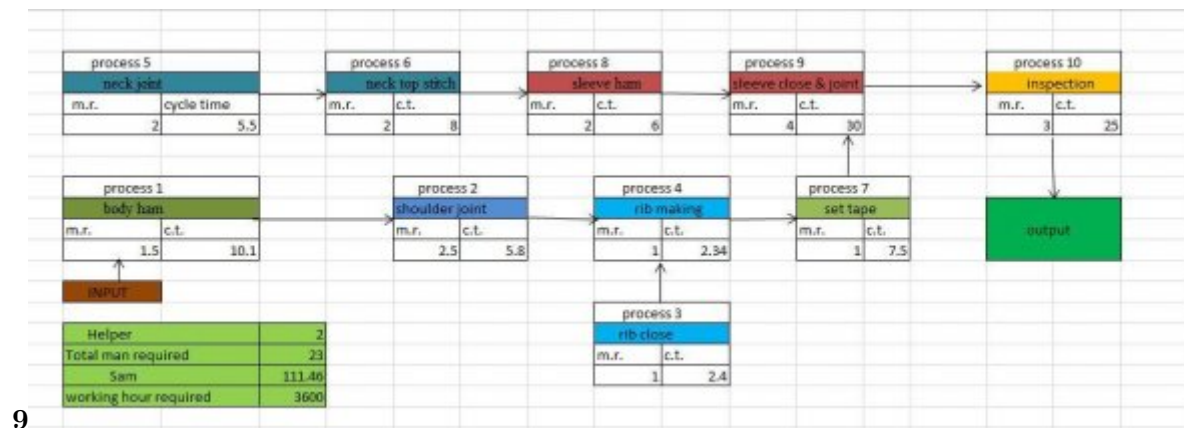 process 5
neck joint
m.r. cycle time
2 5.5
process 6
neck top stitch
m.r. c.t.
2 8
process 8
sleeve ham
m.r. c.t.
2 6
process 9
sleeve close & joint
m.r. c.t.
4 30
process 10
inspection
m.r. c.t.
3 25
process 1
body ham
m.r. c.t.
1.5 10.1
process 2
shoulder joint
m.r. c.t.
2.5 5.8
process 4
rib making
m.r. c.t.
1 2.34
process 7
set tape
m.r. c.t.
1 7.5
output
INPUT
process 3
rib close
m.r. c.t.
1 2.4
Helper 2
Total man required 23
Sam 111.46
working hour required 3600
9